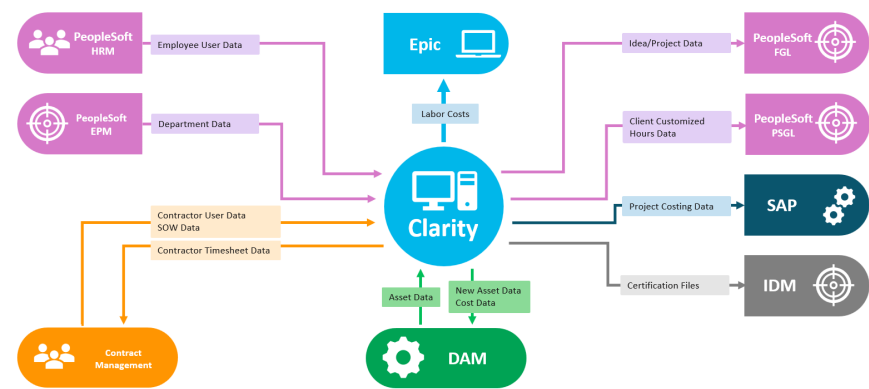 PeopleSoft
HRM
Employee User Data
Epic
Idea/Project Data
PeopleSoft
FGL
PeopleSoft
EPM
Department Data
Labor Costs
Client Customized
Hours Data
PeopleSoft
PSGL
Clarity
Contractor User Data
SOW Data
Contractor Timesheet Data
Project Costing Data
SAP
Asset Data
New Asset Data
Cost Data
Certification Files
IDM
Contract
Management
DAM